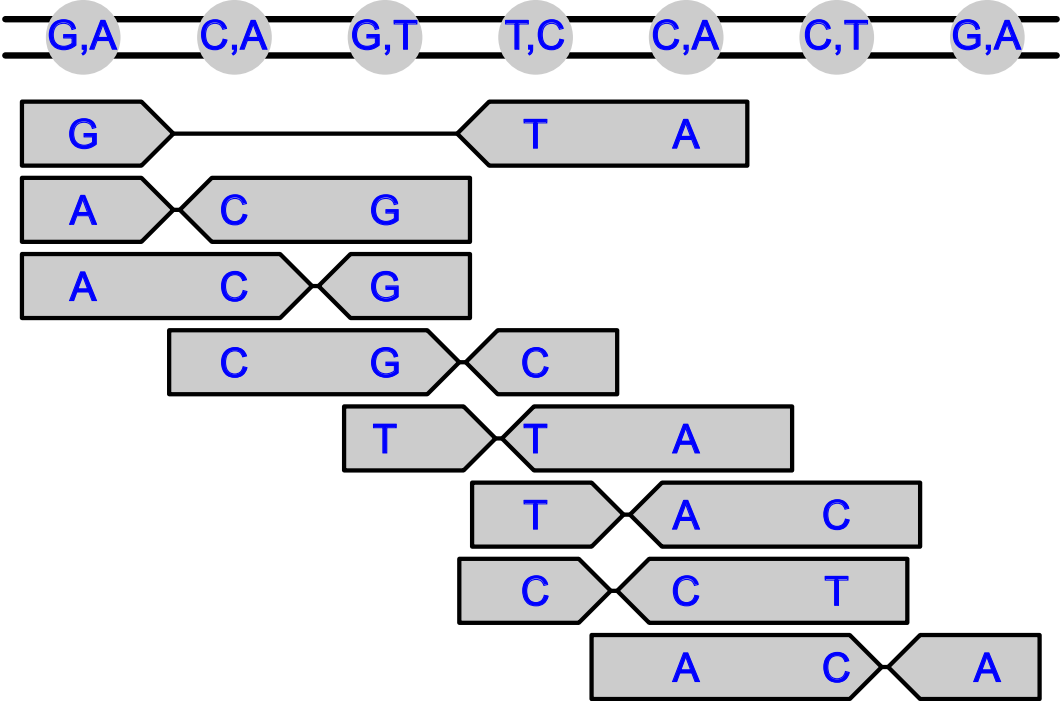 G,A C,A G,T T,C C,A C,T G,A
G T A
A C G
A C G
C G C
T T A
T A C
C C T
A C A